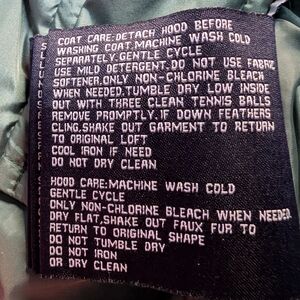 COAT CARE:DETACH HOOD BEFORE
WASHING COAT.MACHINE WASH COLD
SEPARATELY.GENTLE CYCLE
USE MILD DETERGENT.DO NOT USE FABRIC
SOFTENER.ONLY NON-CHLORINE BLEACH
WHEN NEEDED.TUMBLE DRY LOW INSIDE
OUT WITH THREE CLEAN TENNIS BALLS
REMOVE PROMPTLY.IF DOWN FEATHERS
CLING.SHAKE OUT GARMENT TO RETURN
TO ORIGINAL LOFT
COOL IRON IF NEED
DO NOT DRY CLEAN
HOOD CARE:MACHINE WASH COLD
GENTLE CYCLE
ONLY NON-CHLORINE BLEACH WHEN NEEDED.
DRY FLAT,SHAKE OUT FAUX FUR TO
RETURN TO ORIGINAL SHAPE
DO NOT TUMBLE DRY
DO NOT IRON
OR DRY CLEAN